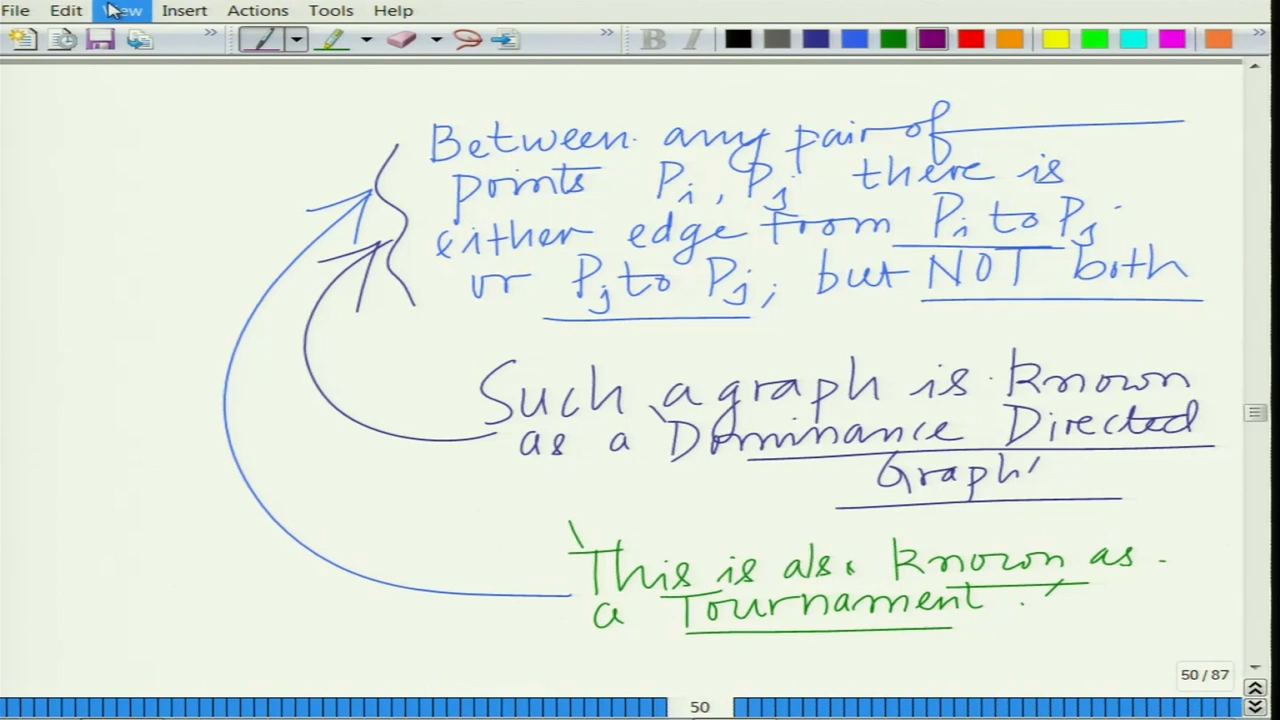 File Edit View Insert Actions Tools Help
Between any pair of
points Pi, Pj there is
either edge from Pi to Pj
or Pj to Pj, but NOT both
Such a graph is known
as a Dominance Directed
Graph'
This is also known as
a Tournament.
50 / 87
50